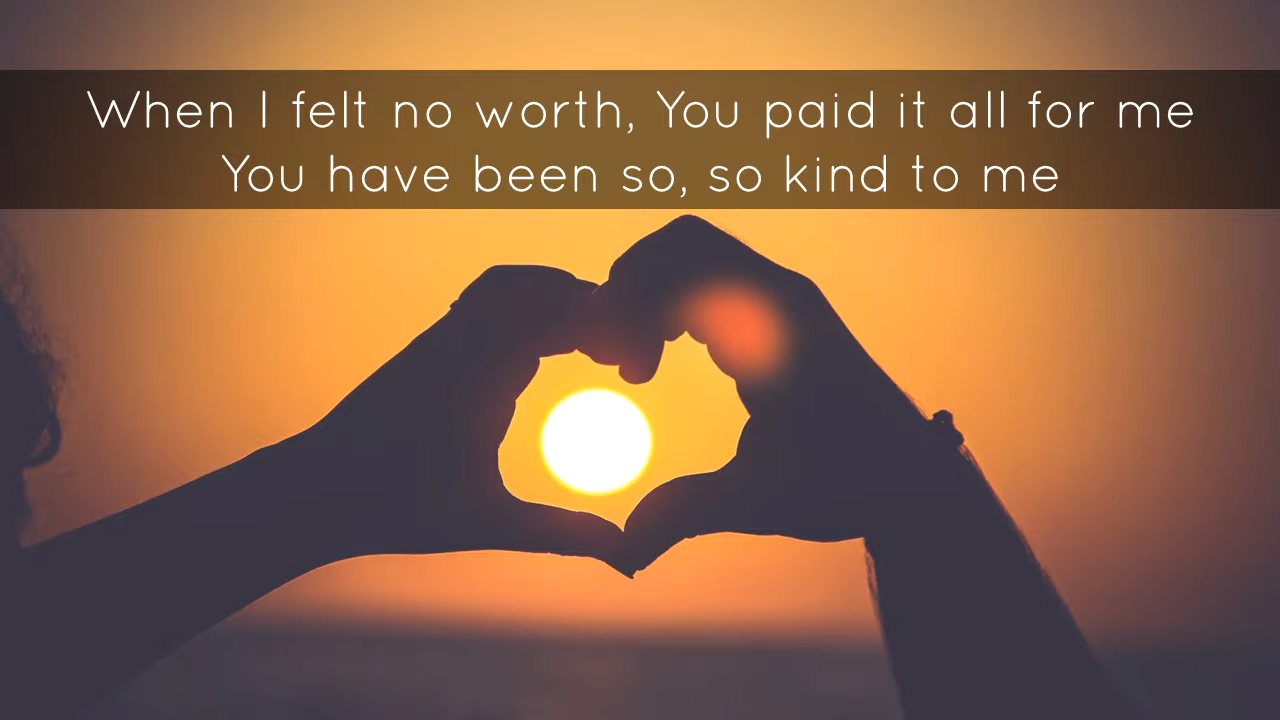 When I felt no worth, You paid it all for me
You have been so, so kind to me